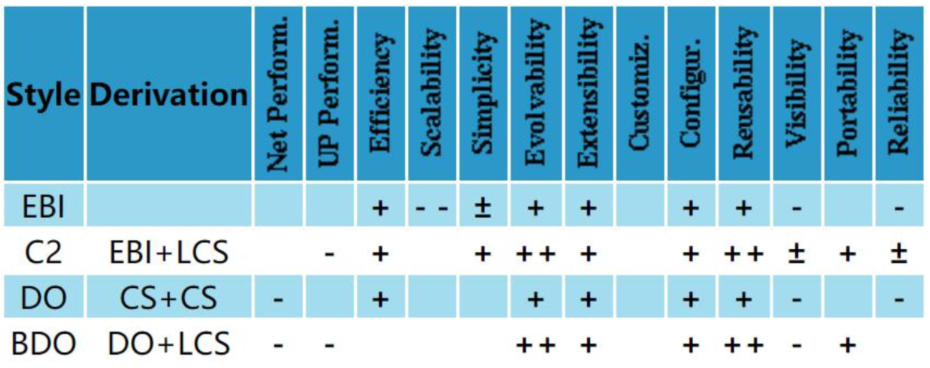 Style Derivation Net Perform. UP Perform. Efficiency Scalability Simplicity Evolvability Extensibility Customiz. Configur. Reusability Visibility Portability Reliability
EBI + - - ± + + + + - -
C2 EBI+LCS - + + ++ + + ++ ± + ±
DO CS+CS - + + + + + - -
BDO DO+LCS - - ++ + + ++ - +